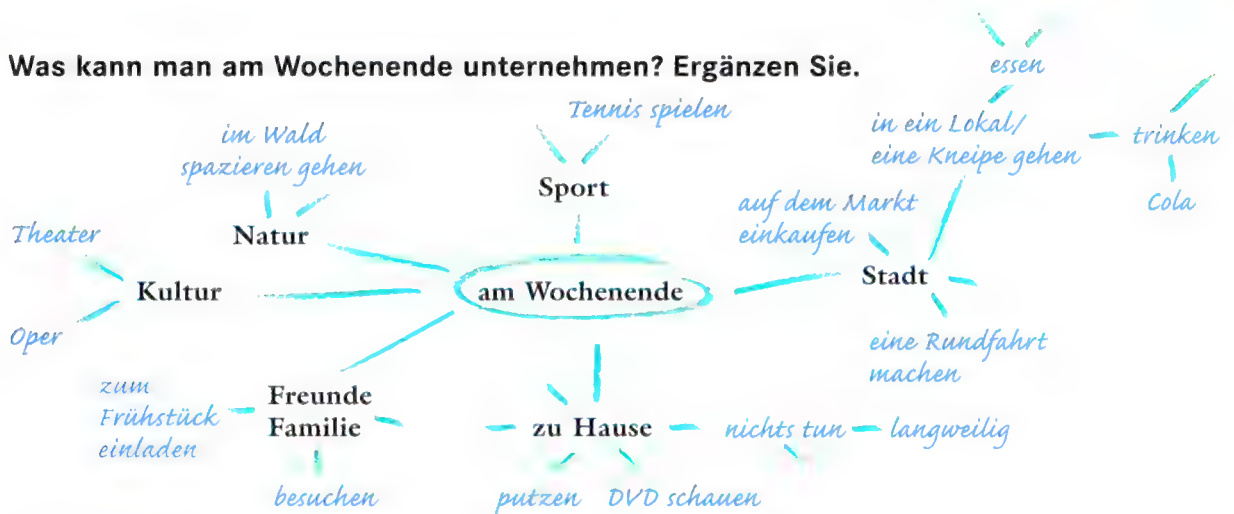 Was kann man am Wochenende unternehmen? Ergänzen Sie.
essen
Tennis spielen
in ein Lokal/
eine Kneipe gehen
trinken
Cola
im Wald
spazieren gehen
Sport
auf dem Markt
einkaufen
Theater
Natur
Kultur
am Wochenende
Stadt
Oper
eine Rundfahrt
machen
zum
Frühstück
einladen
Freunde
Familie
zu Hause
nichts tun
langweilig
besuchen
putzen
DVD schauen